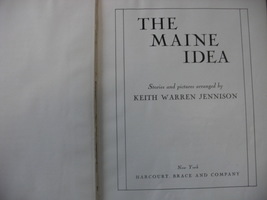 THE
MAINE
IDEA
Stories and pictures arranged by
KEITH WARREN JENNISON
New York
HARCOURT, BRACE AND COMPANY